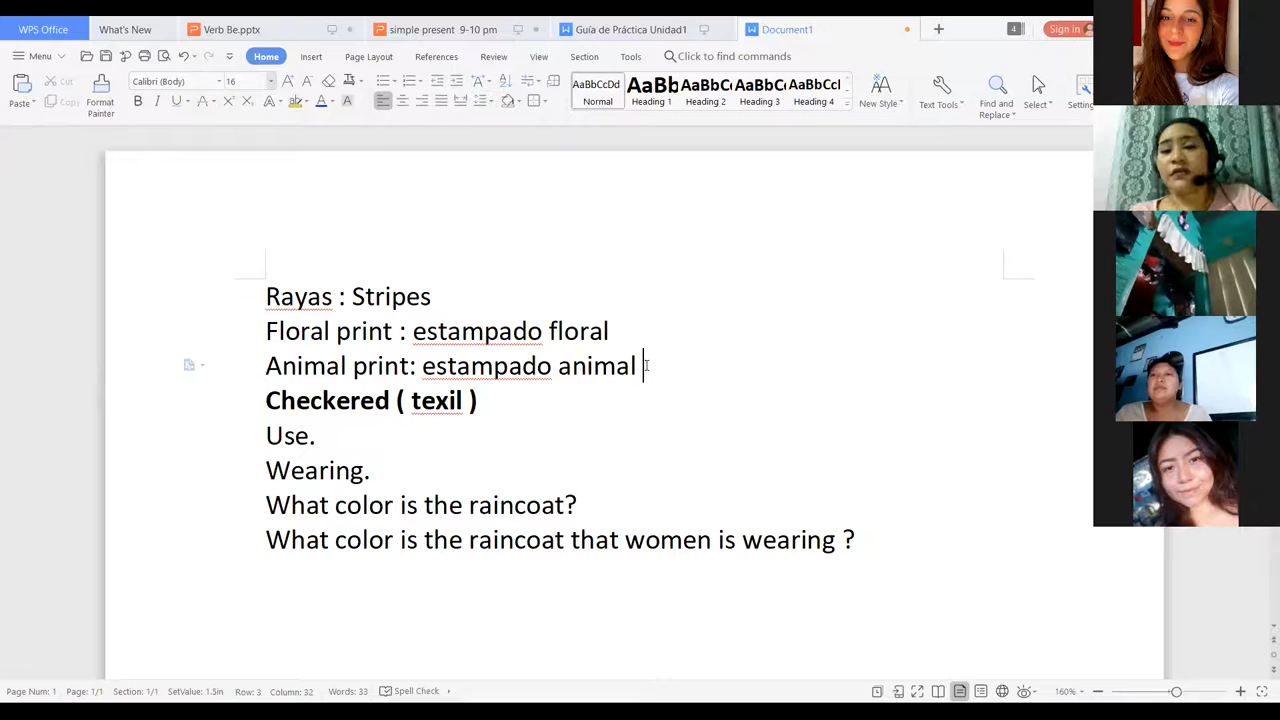 WPS Office
What's New
Verb Be.pptx
simple present 9:10 pm
Guía de Práctica Unidad1
Document1
4
Sign in
Menu
Home
Insert
Page Layout
References
Review
View
Section
Tools
Click to find commands
Paste
Cut
Copy
Format Painter
Calibri (Body)
16
AaBbCcDd
Normal
AaBb
Heading 1
AaBbC
Heading 2
AaBbC
Heading 3
AaBbCcl
Heading 4
New Style
Text Tools
Find and Replace
Select
Setting
Rayas : Stripes
Floral print : estampado floral
Animal print: estampado animal
Checkered ( texil )
Use.
Wearing.
What color is the raincoat?
What color is the raincoat that women is wearing ?
Page Num: 1
Page: 1/1
Section: 1/1
SetValue: 1.5in
Row: 3
Column: 32
Words: 33
Spell Check
160%